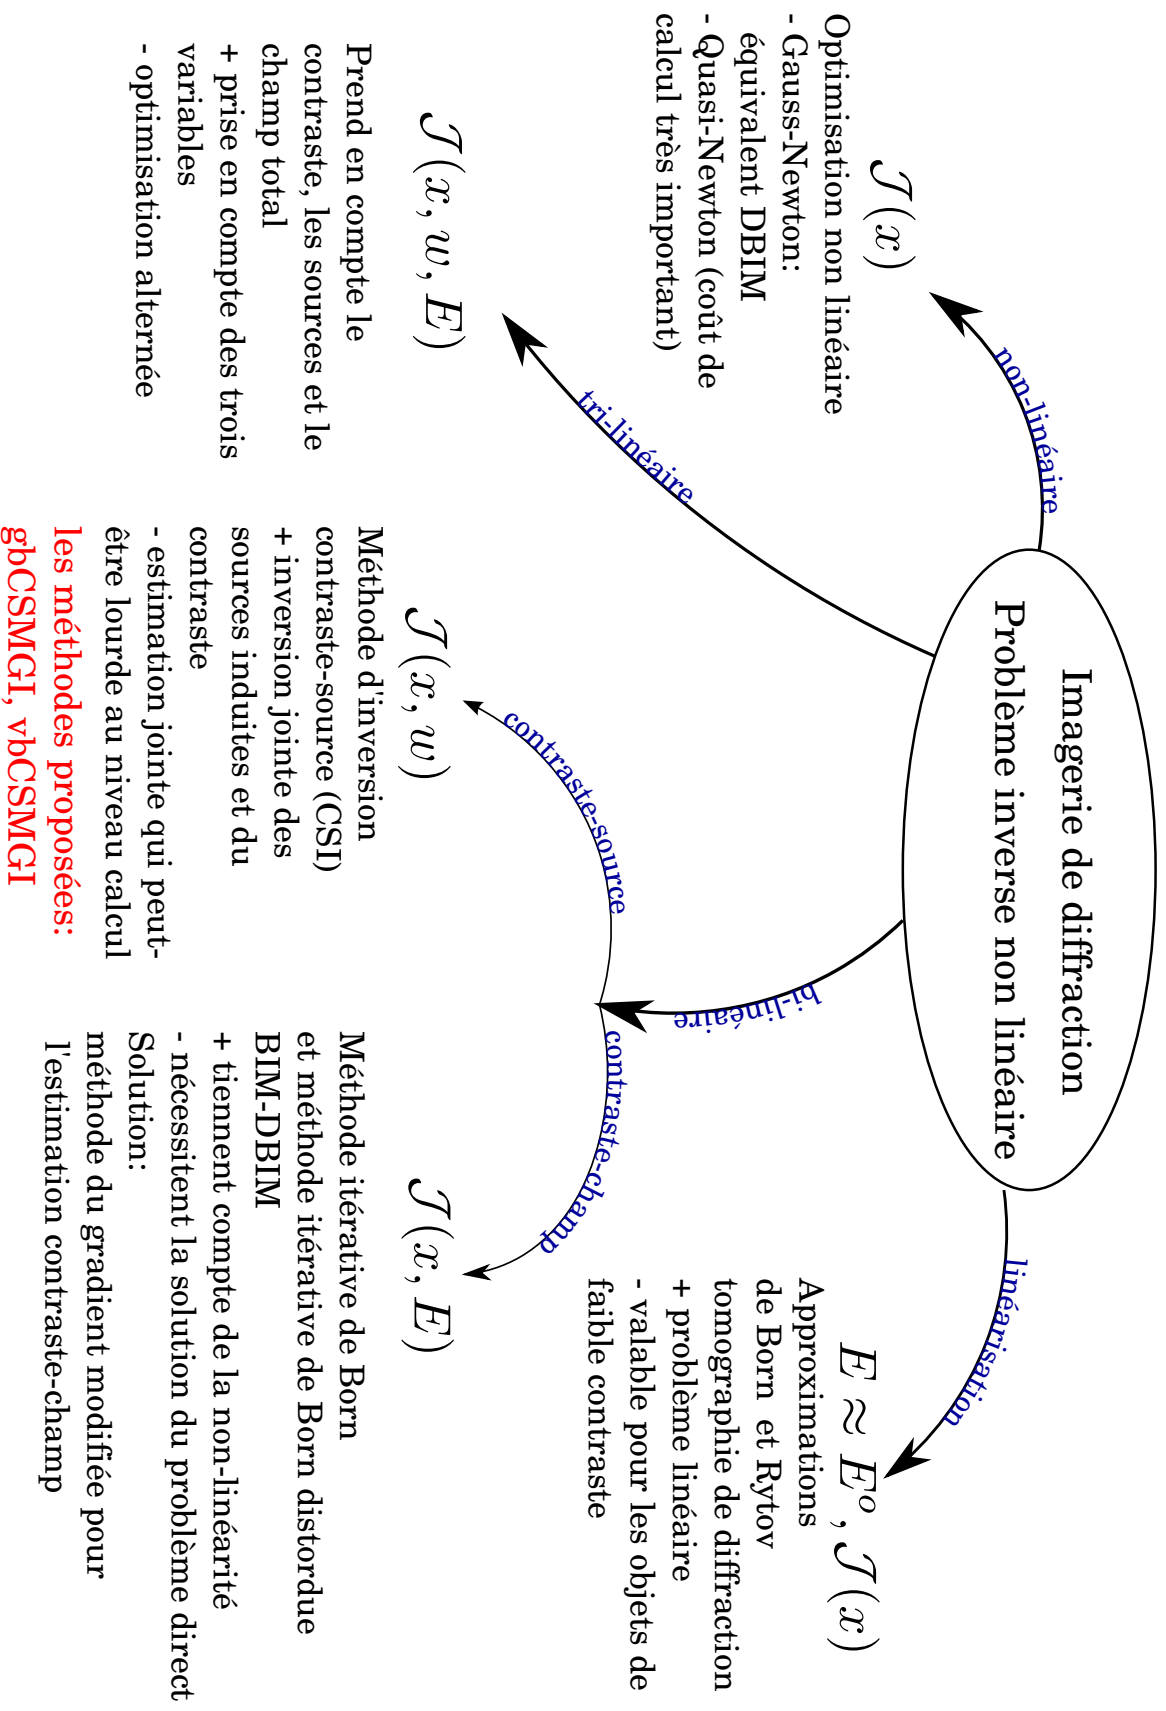 Imagerie de diffraction
Problème inverse non linéaire
non-linéaire
tri-linéaire
bi-linéaire
linéarisation
contraste-source
contraste-champ
𝒥(x)
Optimisation non linéaire
- Gauss-Newton:
équivalent DBIM
- Quasi-Newton (coût de
calcul très important)
𝒥(x, w, E)
Prend en compte le
contraste, les sources et le
champ total
+ prise en compte des trois
variables
- optimisation alternée
𝒥(x, w)
Méthode d'inversion
contraste-source (CSI)
+ inversion jointe des
sources induites et du
contraste
- estimation jointe qui peut-
être lourde au niveau calcul
les méthodes proposées:
gbCSMGI, vbCSMGI
𝒥(x, E)
Méthode itérative de Born
et méthode itérative de Born distordue
BIM-DBIM
+ tiennent compte de la non-linéarité
- nécessitent la solution du problème direct
Solution:
méthode du gradient modifiée pour
l'estimation contraste-champ
E ≈ Eᵒ, 𝒥(x)
Approximations
de Born et Rytov
tomographie de diffraction
+ problème linéaire
- valable pour les objets de
faible contraste